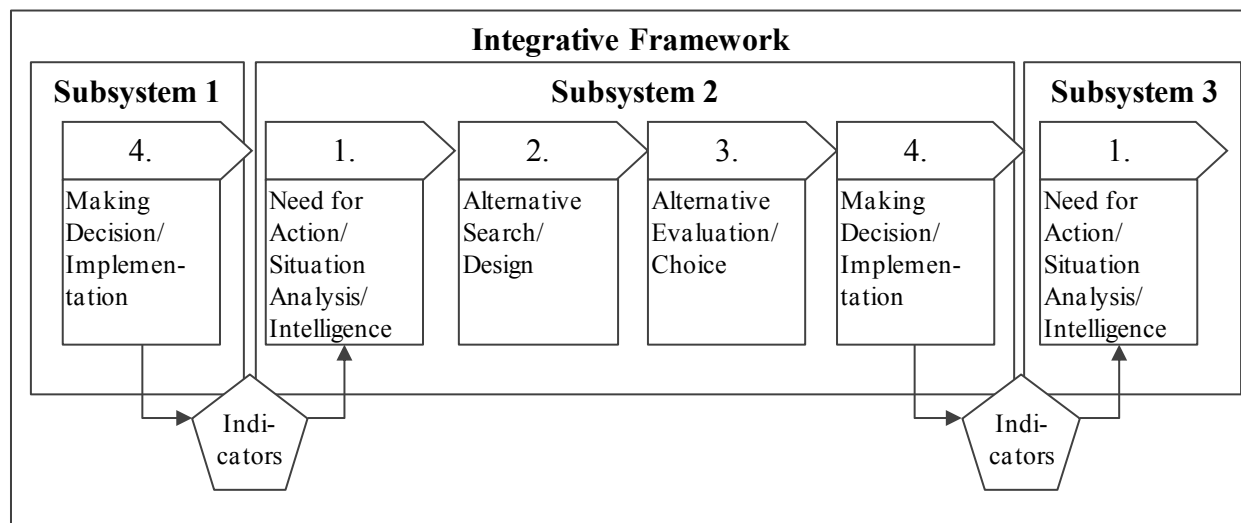 Integrative Framework
Subsystem 1
Subsystem 2
Subsystem 3
4.
Making
Decision/
Implemen-
tation
1.
Need for
Action/
Situation
Analysis/
Intelligence
2.
Alternative
Search/
Design
3.
Alternative
Evaluation/
Choice
4.
Making
Decision/
Implemen-
tation
1.
Need for
Action/
Situation
Analysis/
Intelligence
Indi-
cators
Indi-
cators